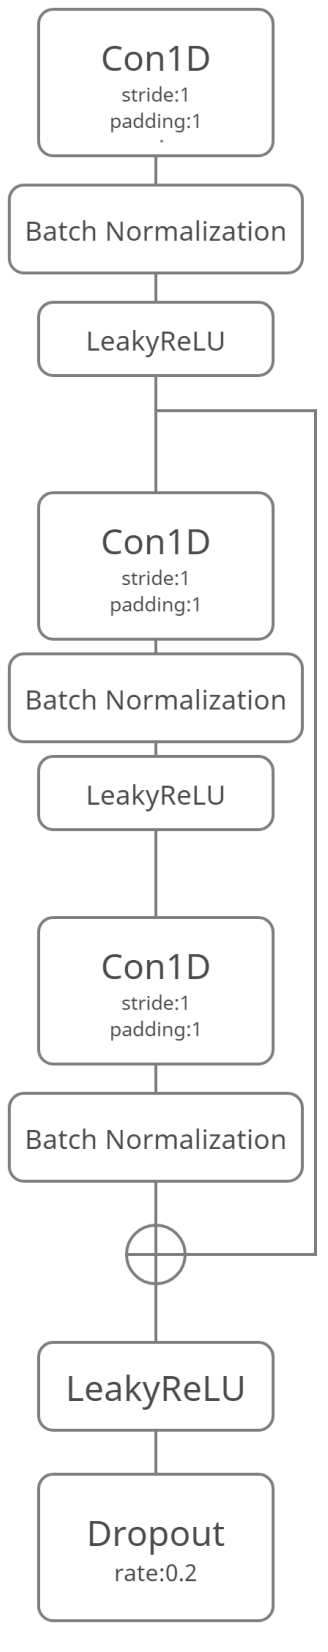 Con1D
stride:1
padding:1
.
Batch Normalization
LeakyReLU
Con1D
stride:1
padding:1
Batch Normalization
LeakyReLU
Con1D
stride:1
padding:1
Batch Normalization
LeakyReLU
Dropout
rate:0.2